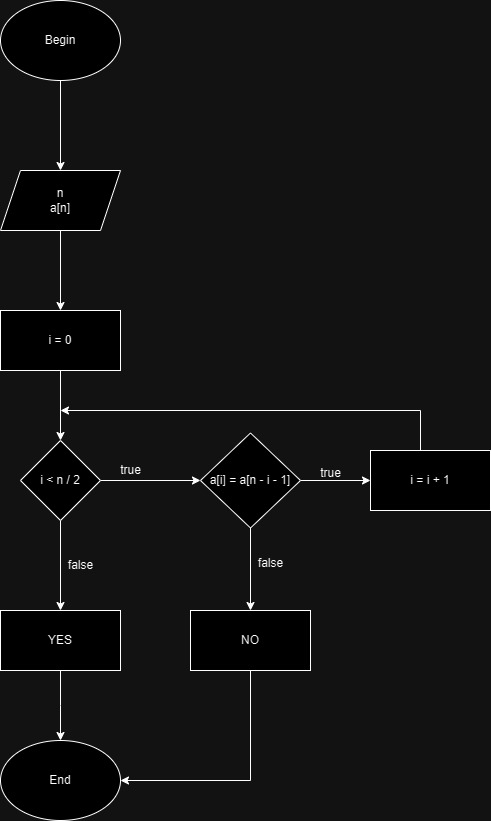 Begin
n
a[n]
i = 0
i < n / 2
true
a[i] = a[n - i - 1]
true
i = i + 1
false
false
YES
NO
End